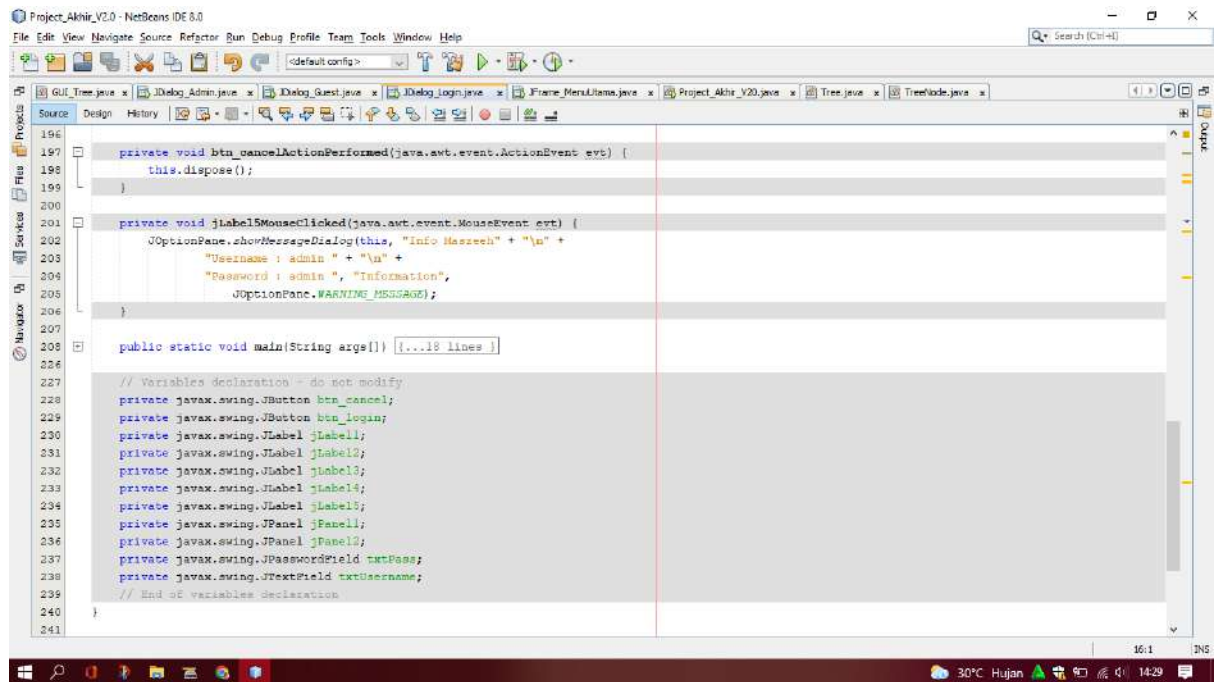 Project_Akhir_V2.0 - NetBeans IDE 8.0
File Edit View Navigate Source Refactor Run Debug Profile Team Tools Window Help
Search (Ctrl+I)
<default config>
GUI_Tree.java x JDialog_Admin.java x JDialog_Guest.java x JDialog_Login.java x JFrame_MenuUtama.java x Project_Akhir_V20.java x Tree.java x TreeNode.java x
Source Design History
Projects
Files
Services
Navigator
Output
196
197 private void btn_cancelActionPerformed(java.awt.event.ActionEvent evt) {
198 this.dispose();
199 }
200
201 private void jLabel5MouseClicked(java.awt.event.MouseEvent evt) {
202 JOptionPane.showMessageDialog(this, "Info Maszeeh" + "\n" +
203 "Username : admin " + "\n" +
204 "Password : admin ", "Information",
205 JOptionPane.WARNING_MESSAGE);
206 }
207
208 public static void main(String args[]) {...18 lines }
226
227 // Variables declaration - do not modify
228 private javax.swing.JButton btn_cancel;
229 private javax.swing.JButton btn_login;
230 private javax.swing.JLabel jLabel1;
231 private javax.swing.JLabel jLabel2;
232 private javax.swing.JLabel jLabel3;
233 private javax.swing.JLabel jLabel4;
234 private javax.swing.JLabel jLabel5;
235 private javax.swing.JPanel jPanel1;
236 private javax.swing.JPanel jPanel2;
237 private javax.swing.JPasswordField txtPass;
238 private javax.swing.JTextField txtUsername;
239 // End of variables declaration
240 }
241
16:1 INS
30°C Hujan 14:29